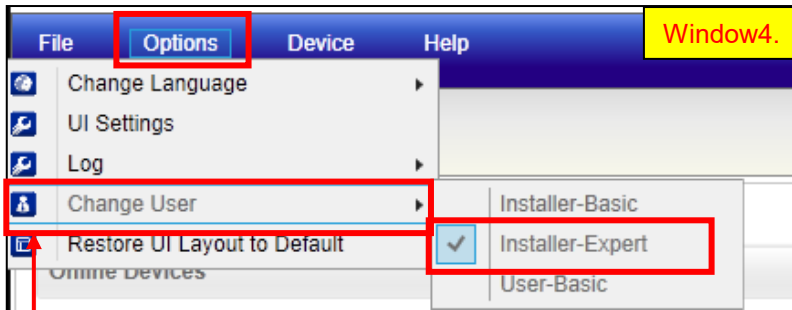 File Options Device Help Window4.
Change Language
UI Settings
Log
Change User Installer-Basic
Restore UI Layout to Default Installer-Expert
Online Devices User-Basic